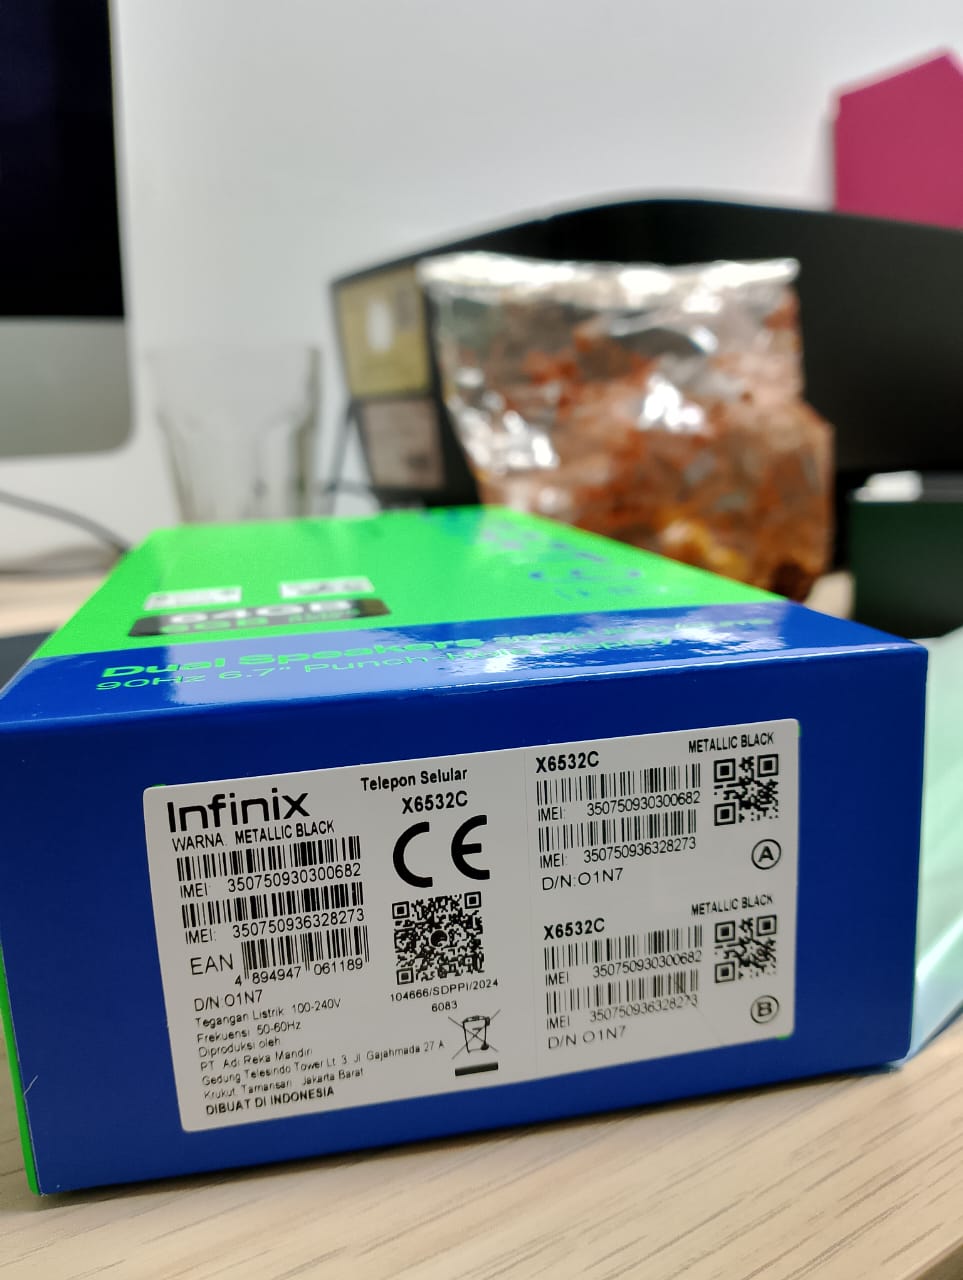 64GB
Dual Speakers
90Hz 6.7" Punch-Hole Display
Infinix
Telepon Selular
X6532C
WARNA: METALLIC BLACK
IMEI: 350750930300682
IMEI: 350750936328273
EAN
4 894947 061189
D/N:O1N7
Tegangan Listrik: 100-240V
Frekuensi: 50-60Hz
Diproduksi oleh
PT. Adi Reka Mandiri
Gedung Telesindo Tower Lt. 3, Jl. Gajahmada 27 A
Krukut, Tamansari, Jakarta Barat
DIBUAT DI INDONESIA
CE
104666/SDPPI/2024
6083
X6532C
METALLIC BLACK
IMEI: 350750930300682
IMEI: 350750936328273
D/N:O1N7
A
X6532C
METALLIC BLACK
IMEI 350750930300682
IMEI 350750936328273
D/N O1N7
B